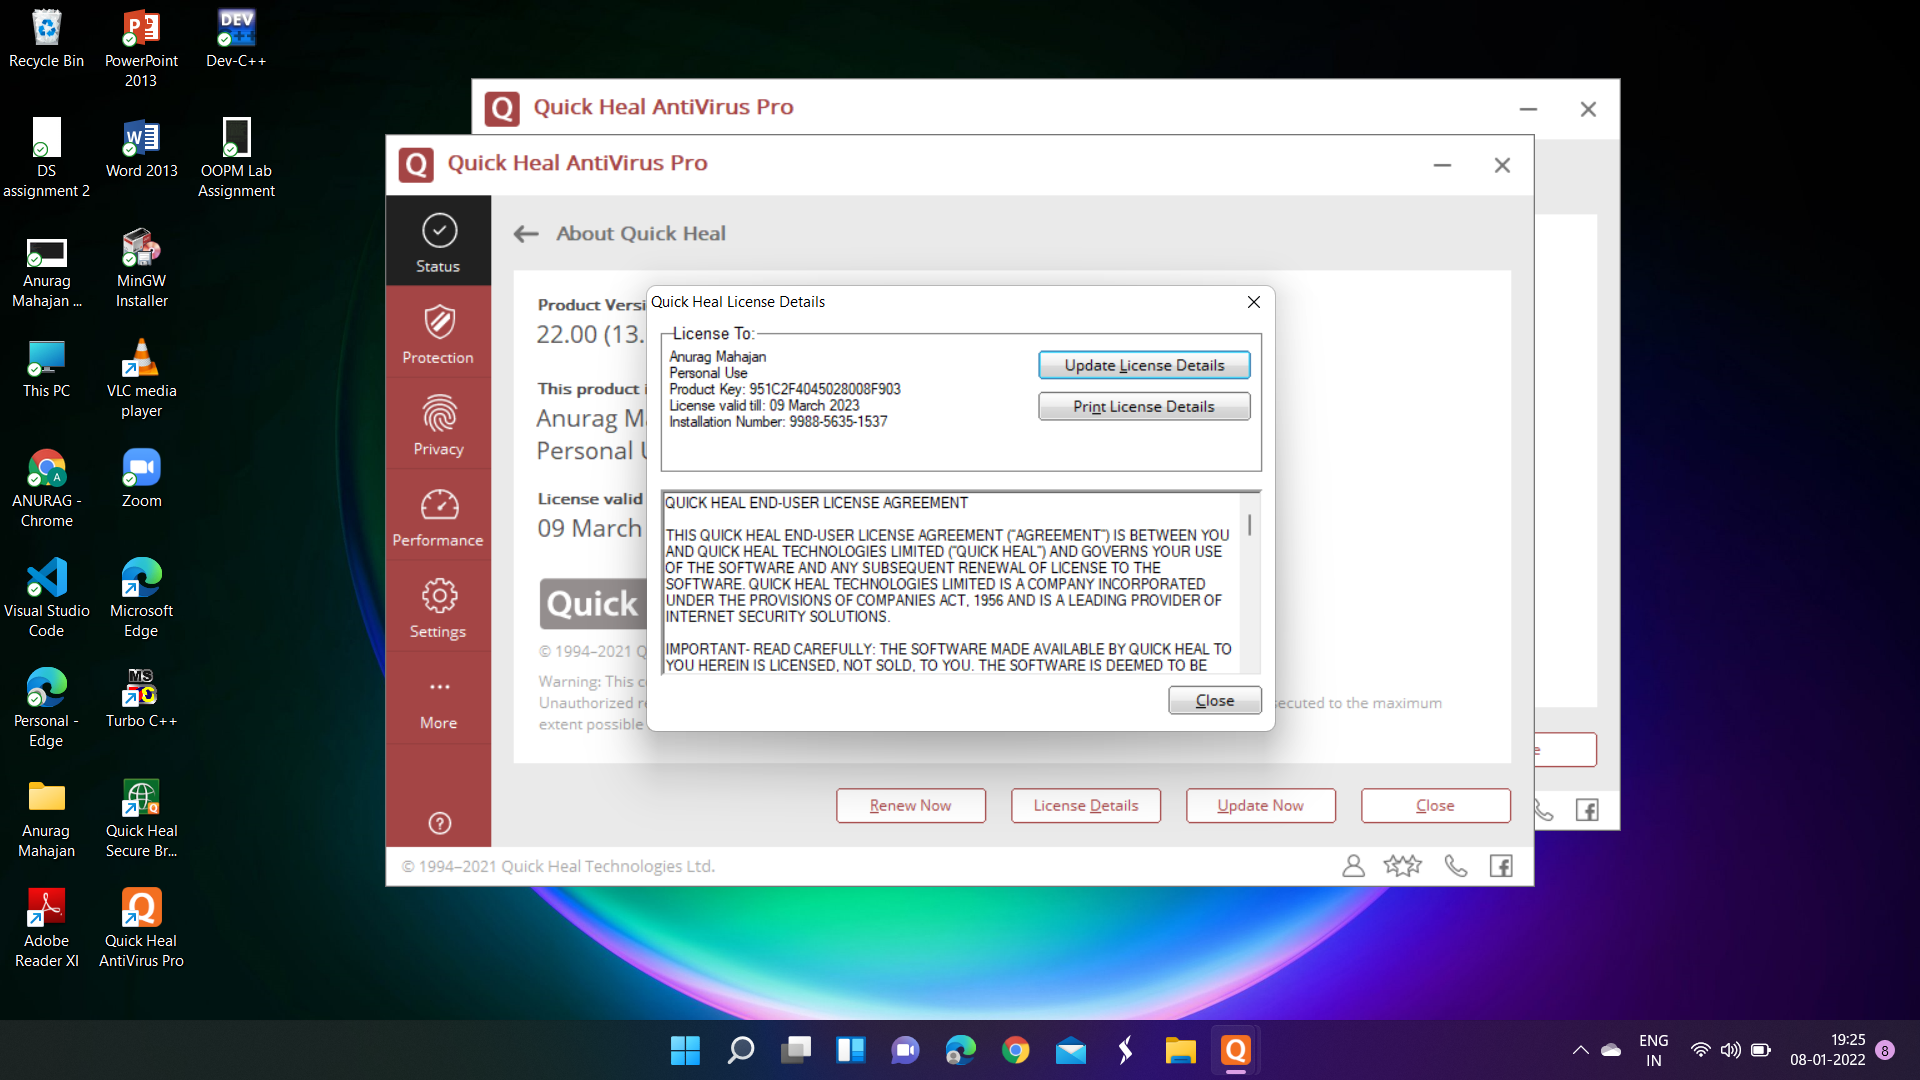 Recycle Bin
PowerPoint
2013
Dev-C++
DS
assignment 2
Word 2013
OOPM Lab
Assignment
Anurag
Mahajan ...
MinGW
Installer
This PC
VLC media
player
ANURAG -
Chrome
Zoom
Visual Studio
Code
Microsoft
Edge
Personal -
Edge
Turbo C++
Anurag
Mahajan
Quick Heal
Secure Br...
Adobe
Reader XI
Quick Heal
AntiVirus Pro
Quick Heal AntiVirus Pro
Quick Heal AntiVirus Pro
Status
Protection
Privacy
Performance
Settings
More
About Quick Heal
Product Versi
22.00 (13.
This product i
Anurag M
Personal U
License valid
09 March
Quick
© 1994–2021 Q
Warning: This c
Unauthorized re
ecuted to the maximum
extent possible
Quick Heal License Details
License To:
Anurag Mahajan
Personal Use
Product Key: 951C2F4045028008F903
License valid till: 09 March 2023
Installation Number: 9988-5635-1537
Update License Details
Print License Details
QUICK HEAL END-USER LICENSE AGREEMENT
THIS QUICK HEAL END-USER LICENSE AGREEMENT ("AGREEMENT") IS BETWEEN YOU
AND QUICK HEAL TECHNOLOGIES LIMITED ("QUICK HEAL") AND GOVERNS YOUR USE
OF THE SOFTWARE AND ANY SUBSEQUENT RENEWAL OF LICENSE TO THE
SOFTWARE. QUICK HEAL TECHNOLOGIES LIMITED IS A COMPANY INCORPORATED
UNDER THE PROVISIONS OF COMPANIES ACT, 1956 AND IS A LEADING PROVIDER OF
INTERNET SECURITY SOLUTIONS.
IMPORTANT- READ CAREFULLY: THE SOFTWARE MADE AVAILABLE BY QUICK HEAL TO
YOU HEREIN IS LICENSED, NOT SOLD, TO YOU. THE SOFTWARE IS DEEMED TO BE
Close
Renew Now
License Details
Update Now
Close
e
© 1994–2021 Quick Heal Technologies Ltd.
ENG
IN
19:25
08-01-2022
8